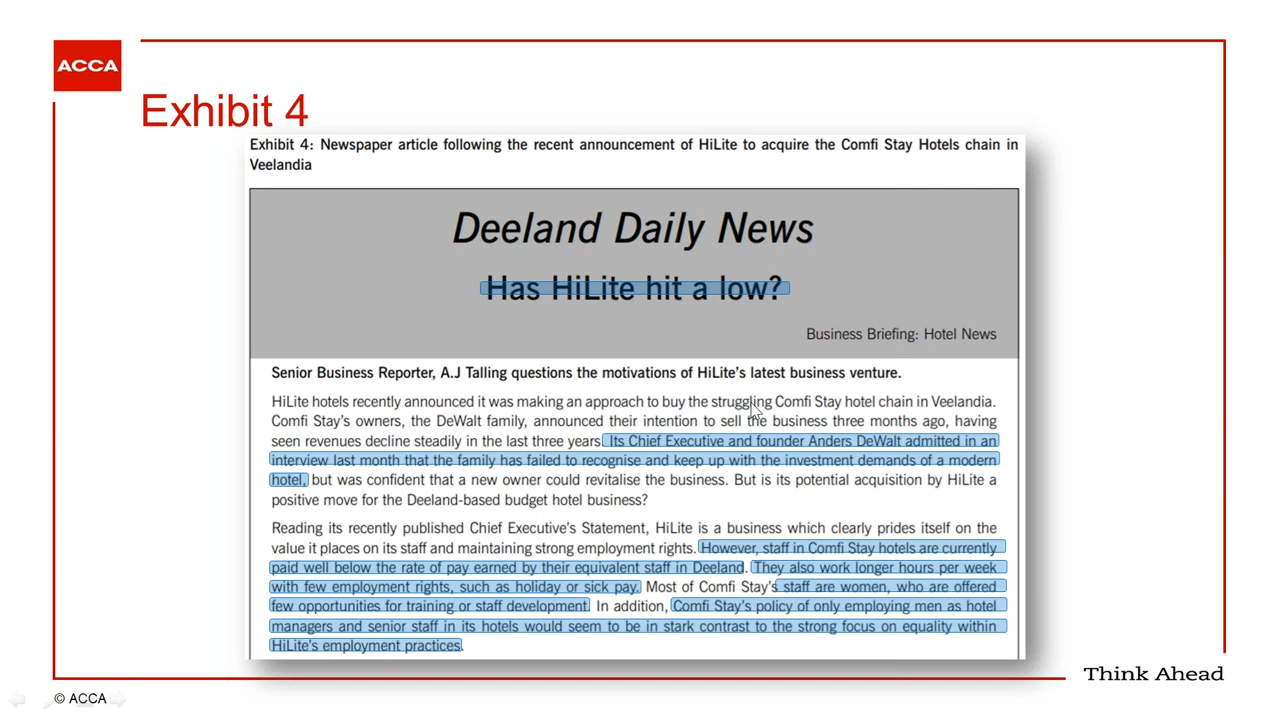 ACCA
Exhibit 4
Exhibit 4: Newspaper article following the recent announcement of HiLite to acquire the Comfi Stay Hotels chain in
Veelandia
Deeland Daily News
Has HiLite hit a low?
Business Briefing: Hotel News
Senior Business Reporter, A.J Talling questions the motivations of HiLite's latest business venture.
HiLite hotels recently announced it was making an approach to buy the struggling Comfi Stay hotel chain in Veelandia.
Comfi Stay's owners, the DeWalt family, announced their intention to sell the business three months ago, having
seen revenues decline steadily in the last three years. Its Chief Executive and founder Anders DeWalt admitted in an
interview last month that the family has failed to recognise and keep up with the investment demands of a modern
hotel, but was confident that a new owner could revitalise the business. But is its potential acquisition by HiLite a
positive move for the Deeland-based budget hotel business?
Reading its recently published Chief Executive's Statement, HiLite is a business which clearly prides itself on the
value it places on its staff and maintaining strong employment rights. However, staff in Comfi Stay hotels are currently
paid well below the rate of pay earned by their equivalent staff in Deeland. They also work longer hours per week
with few employment rights, such as holiday or sick pay. Most of Comfi Stay's staff are women, who are offered
few opportunities for training or staff development. In addition, Comfi Stay's policy of only employing men as hotel
managers and senior staff in its hotels would seem to be in stark contrast to the strong focus on equality within
HiLite's employment practices.
Think Ahead
© ACCA